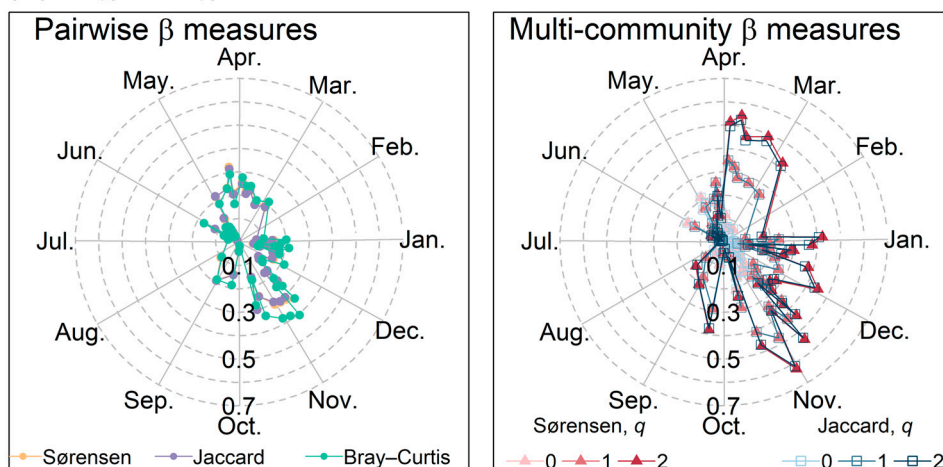 Pairwise β measures
Apr.
May.
Mar.
Jun.
Feb.
Jul.
Jan.
0.1
Aug.
0.3
Dec.
0.5
Sep.
Nov.
0.7
Oct.
Sørensen
Jaccard
Bray–Curtis
Multi-community β measures
Apr.
May.
Mar.
Jun.
Feb.
Jul.
Jan.
0.1
Aug.
0.3
Dec.
0.5
Sep.
Nov.
0.7
Oct.
Sørensen, q
Jaccard, q
0 1 2
0 1 2